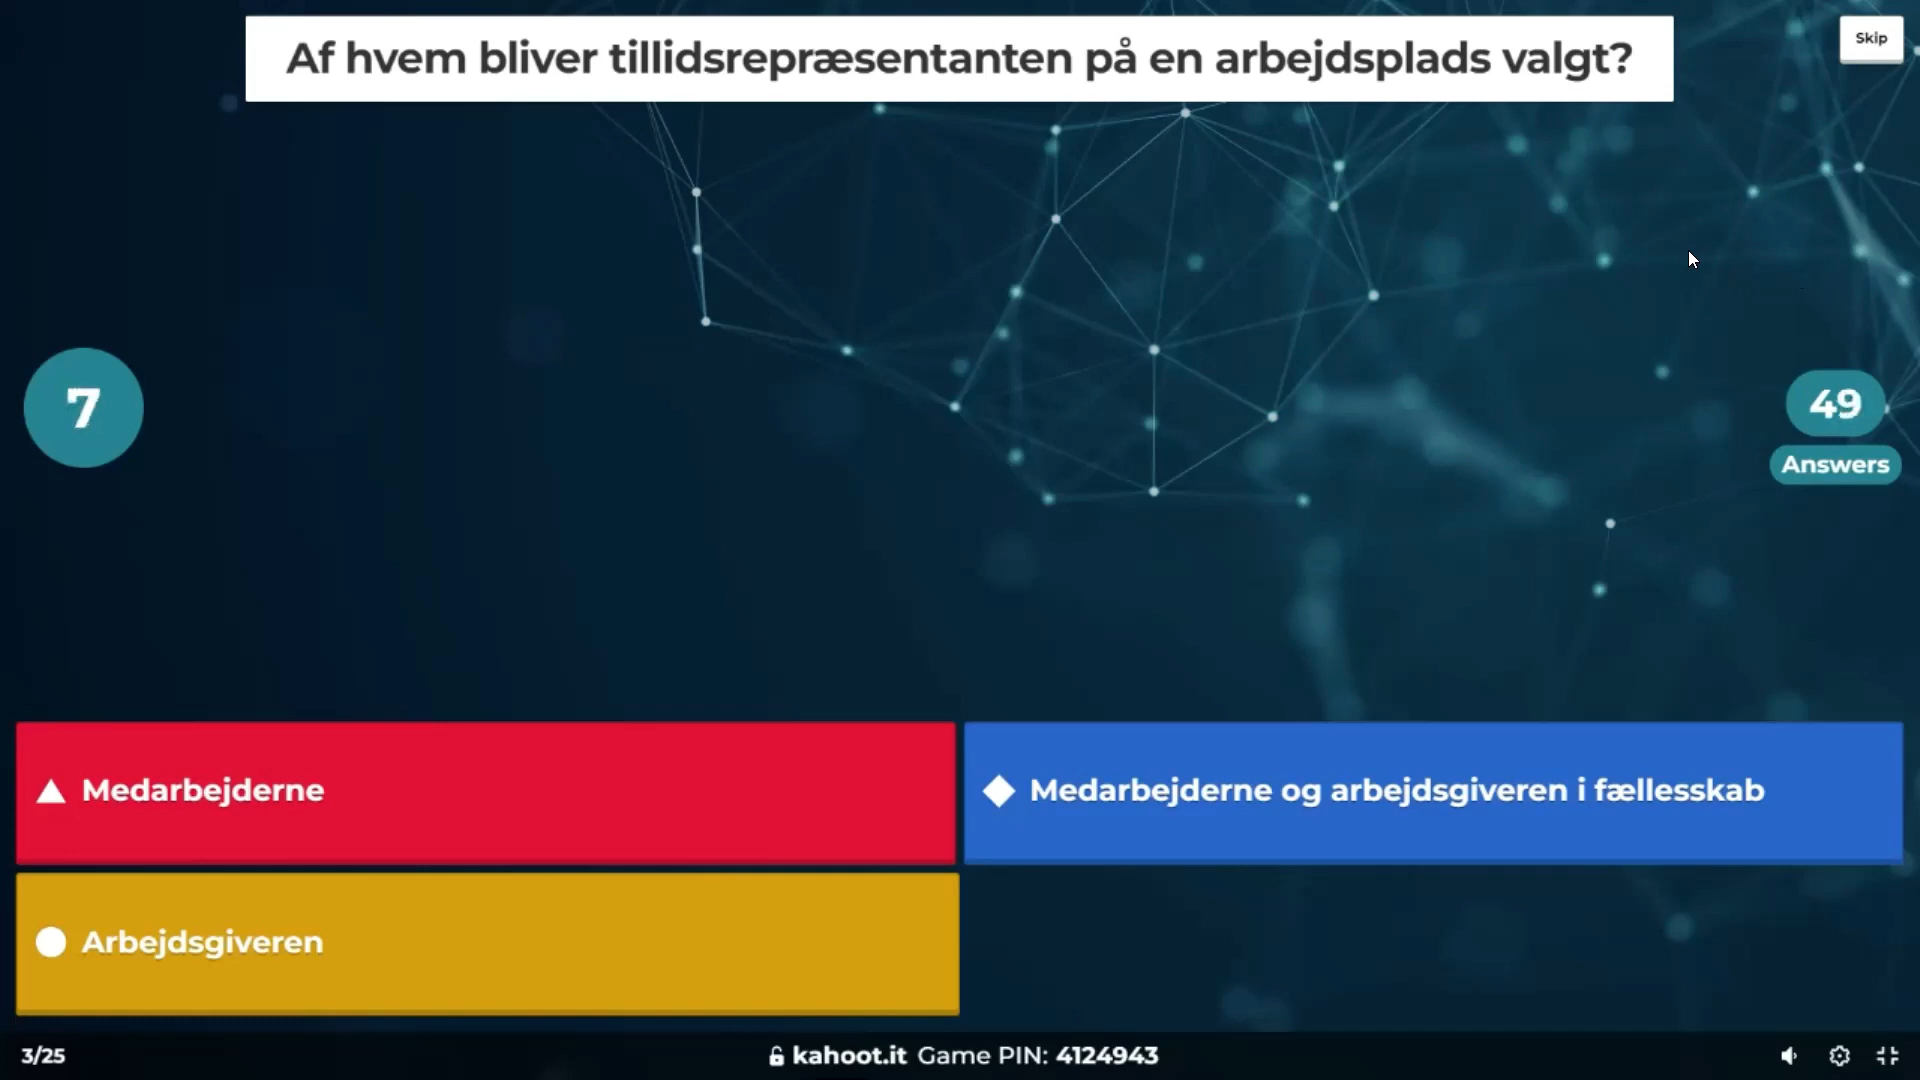 Af hvem bliver tillidsrepræsentanten på en arbejdsplads valgt?
Skip
7
49
Answers
Medarbejderne
Medarbejderne og arbejdsgiveren i fællesskab
Arbejdsgiveren
3/25
kahoot.it Game PIN: 4124943